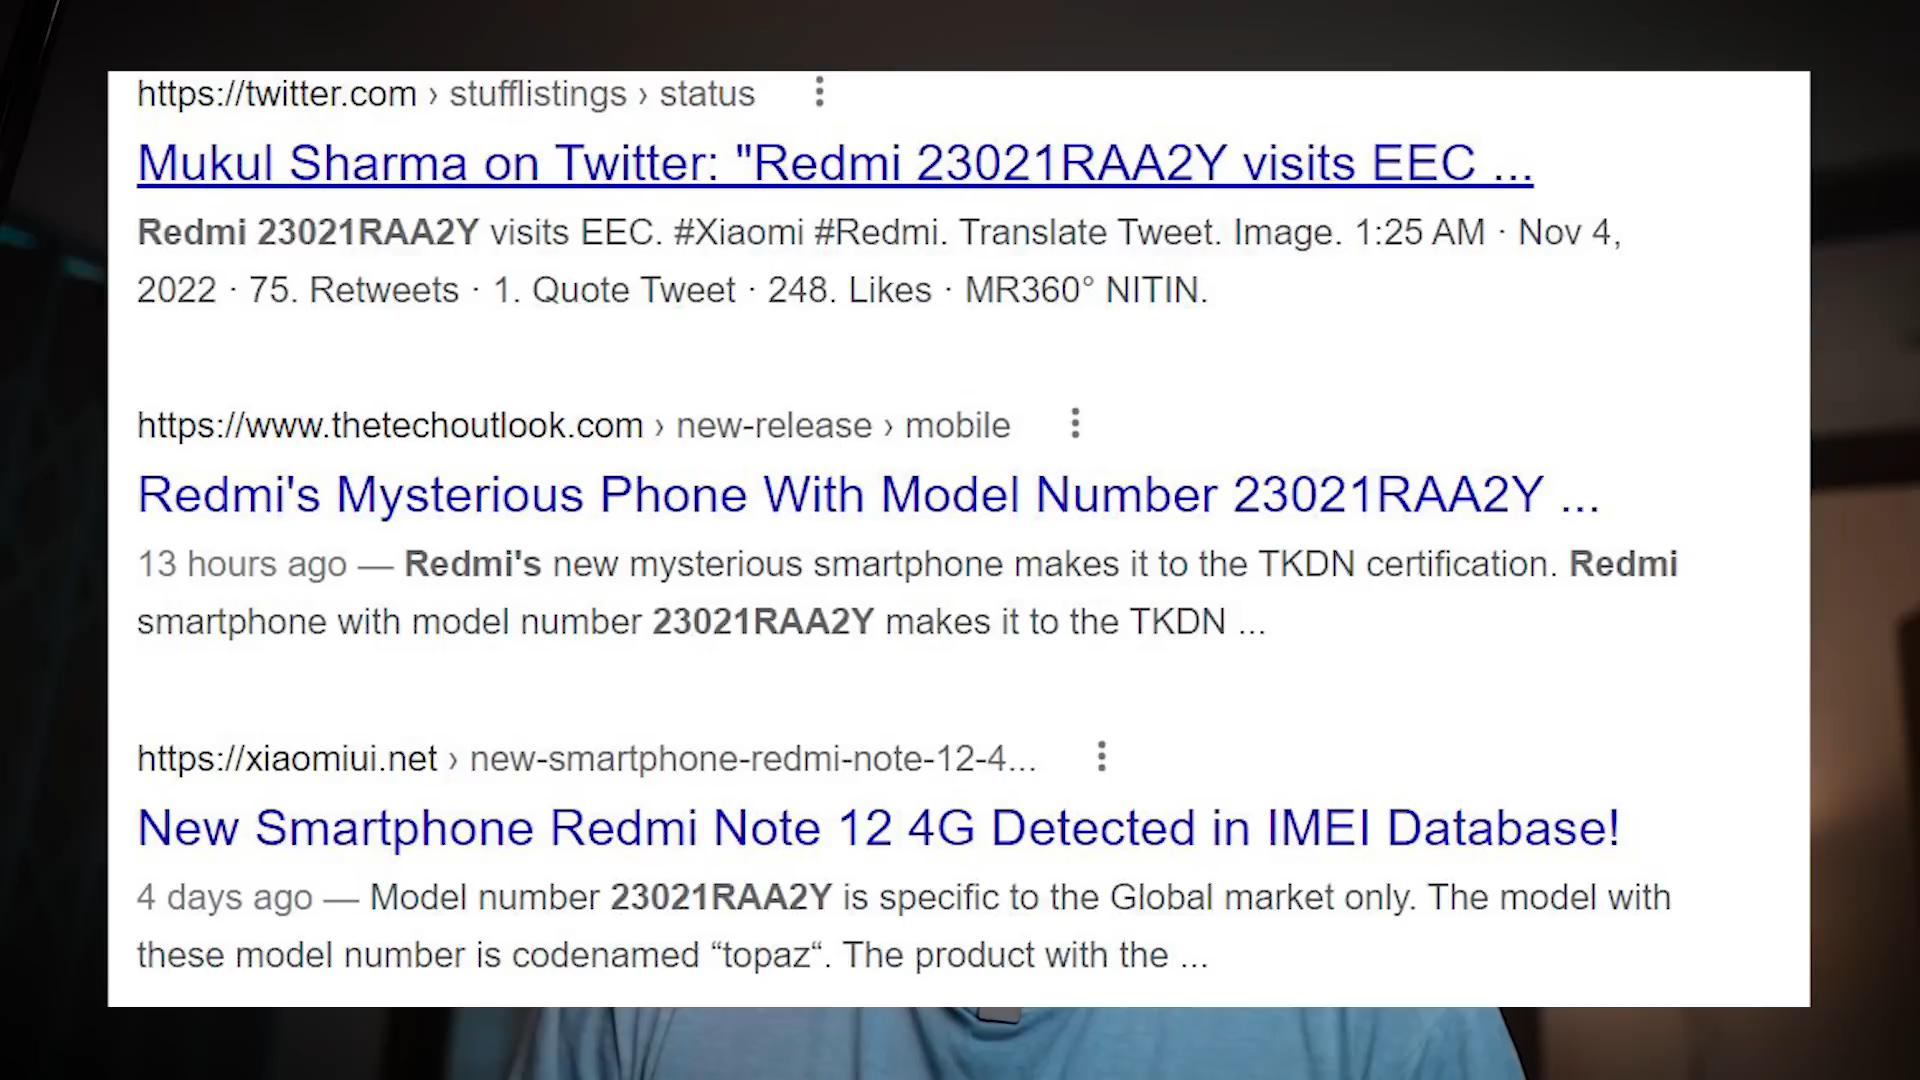 https://twitter.com › stufflistings › status
Mukul Sharma on Twitter: "Redmi 23021RAA2Y visits EEC ...
Redmi 23021RAA2Y visits EEC. #Xiaomi #Redmi. Translate Tweet. Image. 1:25 AM · Nov 4,
2022 · 75. Retweets · 1. Quote Tweet · 248. Likes · MR360° NITIN.
https://www.thetechoutlook.com › new-release › mobile
Redmi's Mysterious Phone With Model Number 23021RAA2Y ...
13 hours ago — Redmi's new mysterious smartphone makes it to the TKDN certification. Redmi
smartphone with model number 23021RAA2Y makes it to the TKDN ...
https://xiaomiui.net › new-smartphone-redmi-note-12-4...
New Smartphone Redmi Note 12 4G Detected in IMEI Database!
4 days ago — Model number 23021RAA2Y is specific to the Global market only. The model with
these model number is codenamed “topaz“. The product with the ...